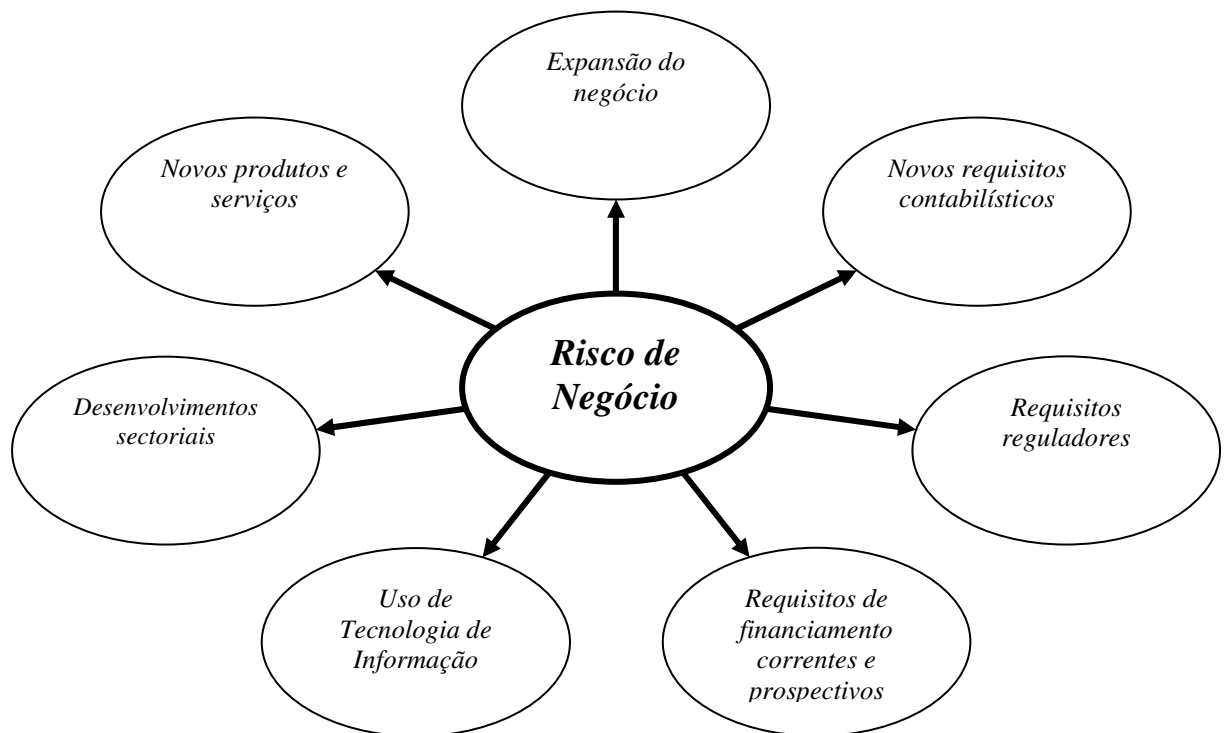 Expansão do
negócio
Novos produtos e
serviços
Novos requisitos
contabilísticos
Risco de
Negócio
Desenvolvimentos
sectoriais
Requisitos
reguladores
Uso de
Tecnologia de
Informação
Requisitos de
financiamento
correntes e
prospectivos